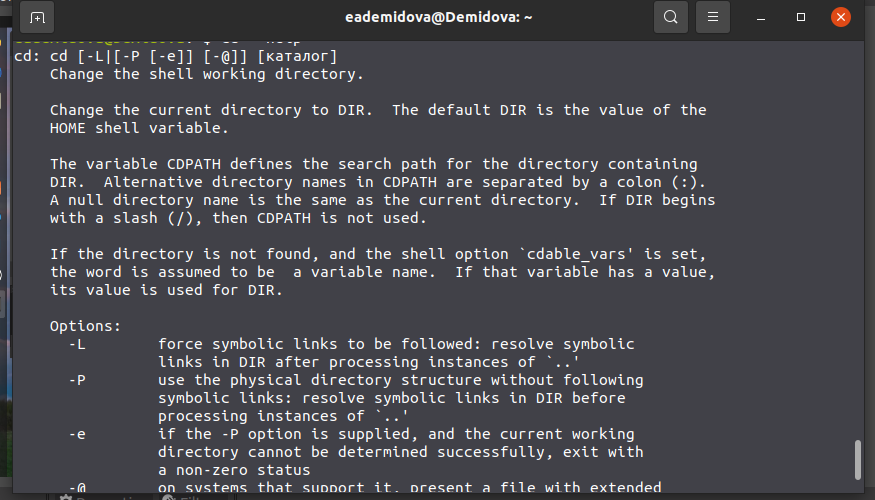 eademidova@Demidova: ~
cd: cd [-L|[-P [-e]] [-@]] [каталог]
Change the shell working directory.
Change the current directory to DIR.  The default DIR is the value of the
HOME shell variable.
The variable CDPATH defines the search path for the directory containing
DIR.  Alternative directory names in CDPATH are separated by a colon (:).
A null directory name is the same as the current directory.  If DIR begins
with a slash (/), then CDPATH is not used.
If the directory is not found, and the shell option `cdable_vars' is set,
the word is assumed to be  a variable name.  If that variable has a value,
its value is used for DIR.
Options:
-L        force symbolic links to be followed: resolve symbolic
links in DIR after processing instances of `..'
-P        use the physical directory structure without following
symbolic links: resolve symbolic links in DIR before
processing instances of `..'
-e        if the -P option is supplied, and the current working
directory cannot be determined successfully, exit with
a non-zero status
-@        on systems that support it, present a file with extended